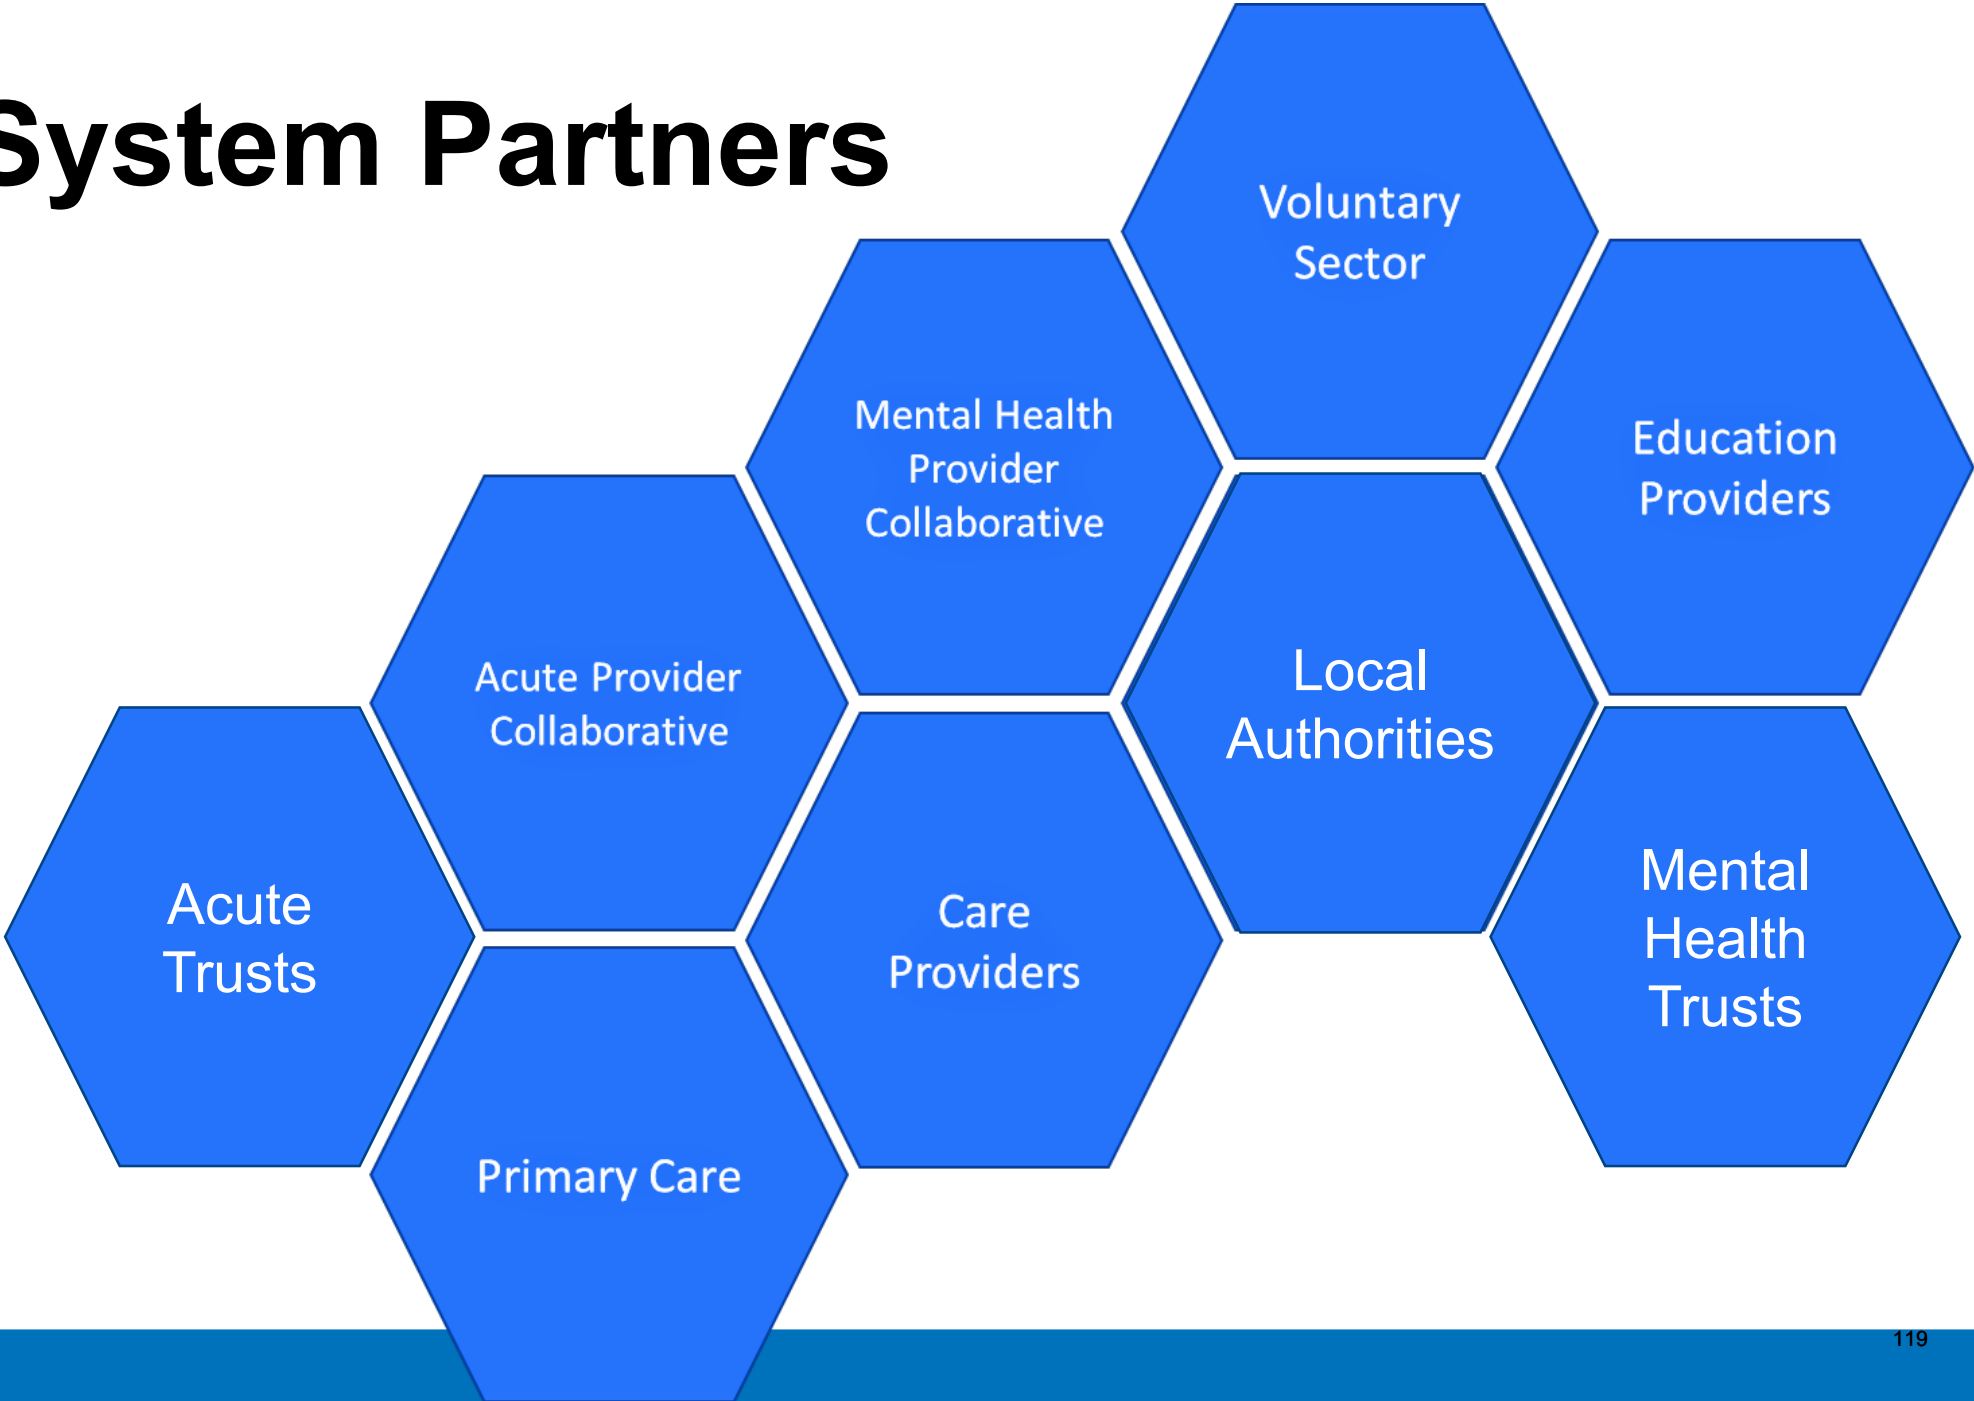 System Partners
Voluntary
Sector
Mental Health
Provider
Collaborative
Education
Providers
Acute Provider
Collaborative
Local
Authorities
Acute
Trusts
Care
Providers
Mental
Health
Trusts
Primary Care
119